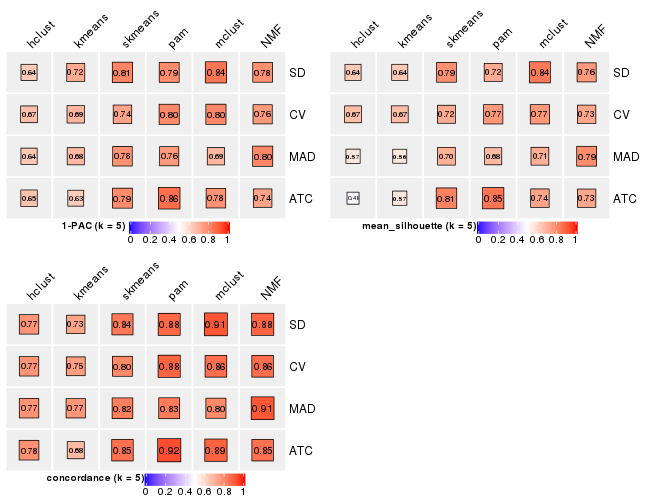 hclust kmeans skmeans pam mclust NMF
0.64 0.72 0.81 0.79 0.84 0.78 SD
0.67 0.69 0.74 0.80 0.80 0.76 CV
0.64 0.68 0.78 0.76 0.69 0.80 MAD
0.65 0.63 0.79 0.86 0.78 0.74 ATC
1-PAC (k = 5)
0 0.2 0.4 0.6 0.8 1
hclust kmeans skmeans pam mclust NMF
0.64 0.64 0.79 0.72 0.84 0.76 SD
0.67 0.67 0.72 0.77 0.77 0.73 CV
0.57 0.56 0.70 0.68 0.71 0.79 MAD
0.57 0.81 0.85 0.74 0.73 ATC
mean_silhouette (k = 5)
0 0.2 0.4 0.6 0.8 1
hclust kmeans skmeans pam mclust NMF
0.77 0.73 0.84 0.88 0.91 0.88 SD
0.77 0.75 0.80 0.88 0.86 0.86 CV
0.77 0.77 0.82 0.83 0.80 0.91 MAD
0.78 0.68 0.85 0.92 0.89 0.85 ATC
concordance (k = 5)
0 0.2 0.4 0.6 0.8 1